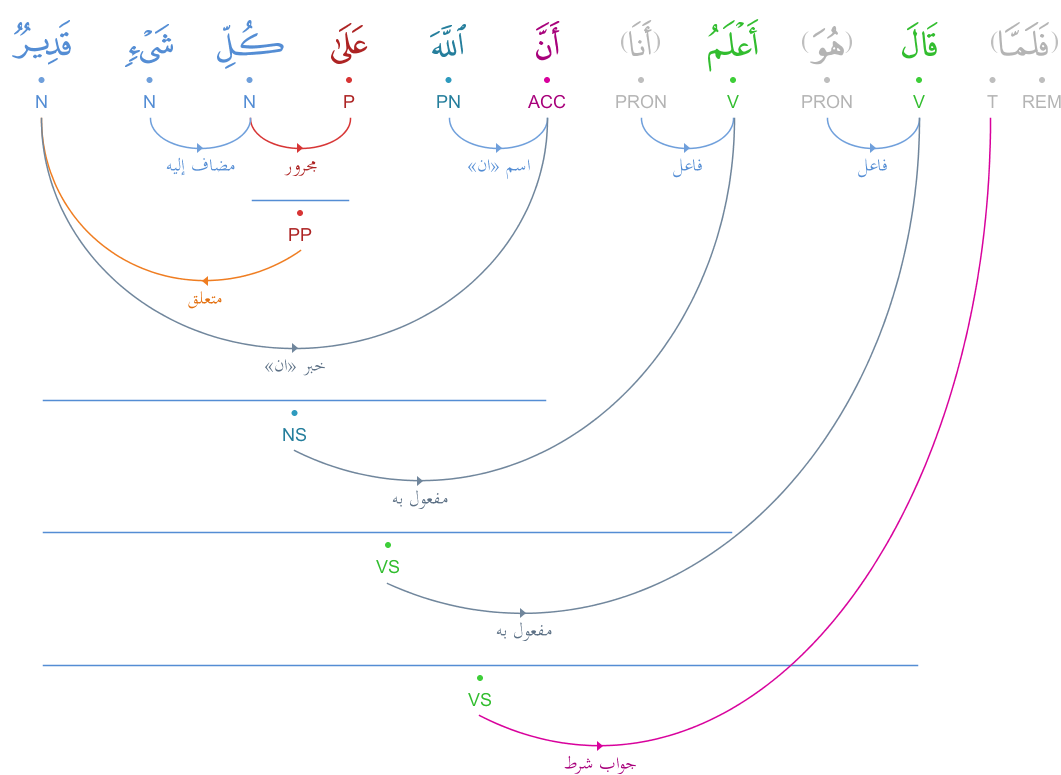 (فَلَمَّا) قَالَ (هُوَ) أَعْلَمُ (أَنَا) أَنَّ ٱللَّهَ عَلَىٰ كُلِّ شَىْءٍ قَدِيرٌ
REM T V PRON V PRON ACC PN P N N N
فاعل فاعل اسم «ان» مجرور مضاف إليه
PP
متعلق
خبر «ان»
NS
مفعول به
VS
مفعول به
VS
جواب شرط